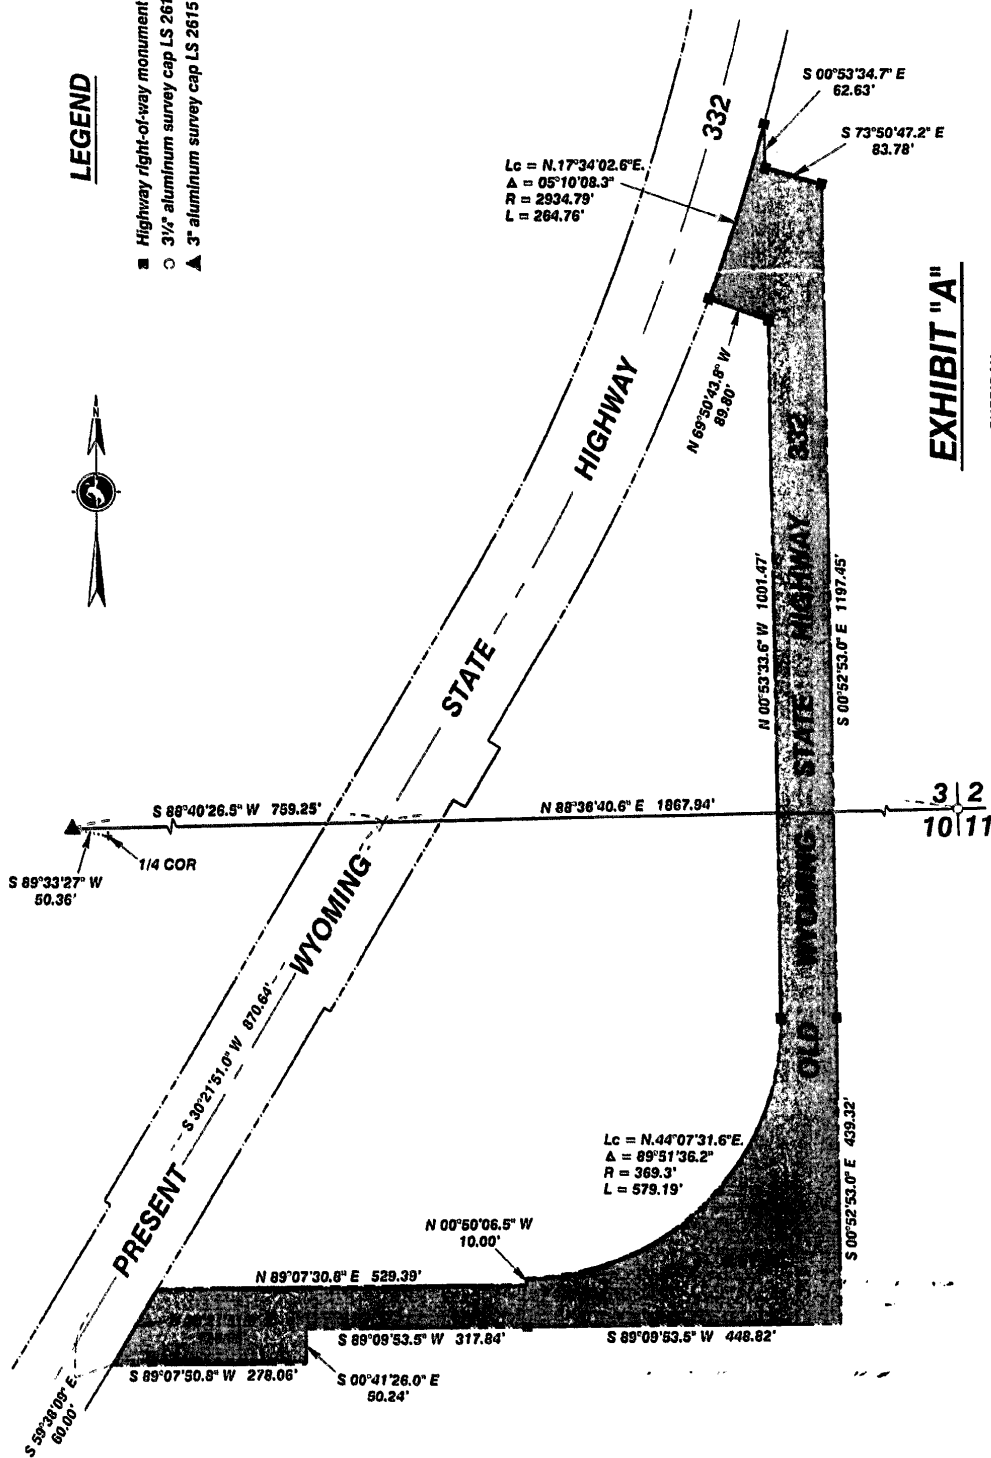 LEGEND
■ Highway right-of-way monument
○ 3¼" aluminum survey cap LS 261
▲ 3" aluminum survey cap LS 2615
N
S 00°53'34.7" E
62.63'
S 73°50'47.2" E
83.78'
332
Lc = N.17°34'02.6"E.
Δ = 05°10'08.3"
R = 2934.79'
L = 264.76'
EXHIBIT "A"
N 69°50'43.8" W
89.80'
HIGHWAY
STATE
WYOMING
PRESENT
N 00°53'33.6" W 1001.47'
S 00°52'53.0" E 1197.45'
OLD WYOMING STATE HIGHWAY 332
S 88°40'26.5" W 759.25'
N 88°36'40.6" E 1867.94'
3 2
10 11
1/4 COR
S 89°33'27" W
50.36'
S 30°21'51.0" W 870.64'
Lc = N.44°07'31.6"E.
Δ = 89°51'36.2"
R = 369.3'
L = 579.19'
S 00°52'53.0" E 439.32'
N 00°50'06.5" W
10.00'
N 89°07'30.8" E 529.39'
S 89°09'53.5" W 317.84'
S 89°09'53.5" W 448.82'
S 89°07'50.8" W 278.06'
S 00°41'26.0" E
50.24'
S 59°38'09" E
60.00'